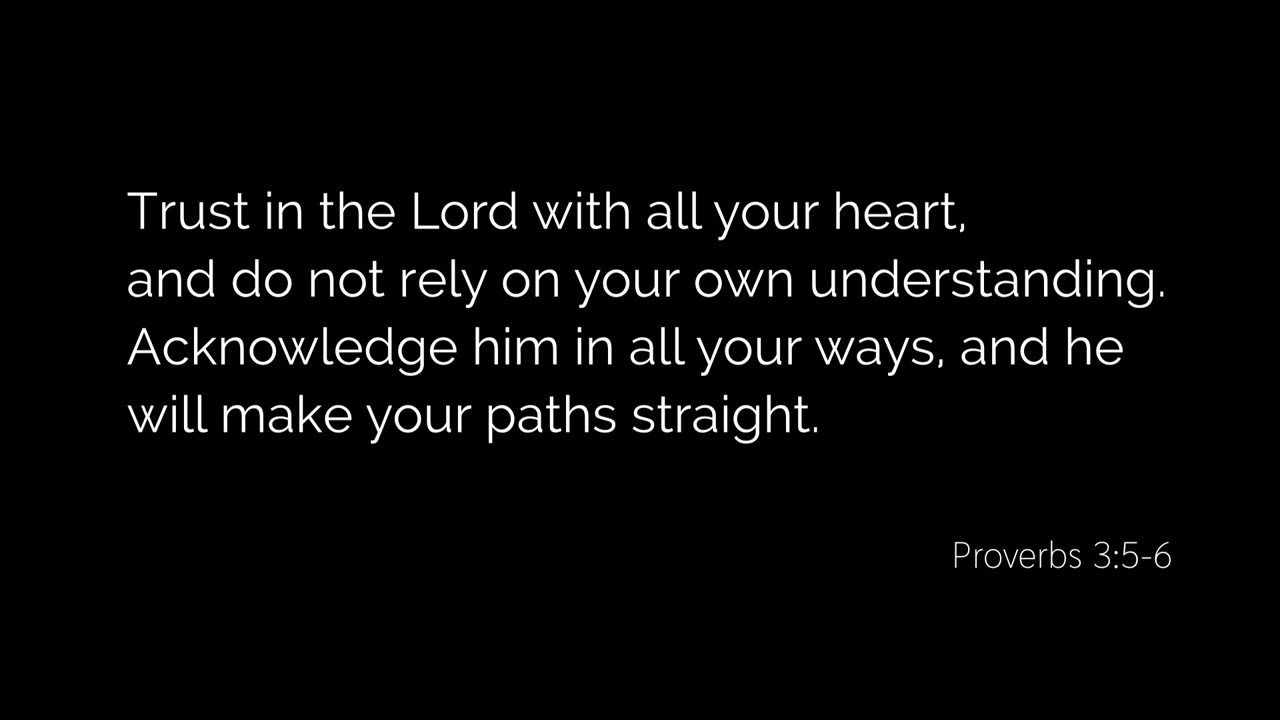 Trust in the Lord with all your heart,
and do not rely on your own understanding.
Acknowledge him in all your ways, and he
will make your paths straight.
Proverbs 3:5-6